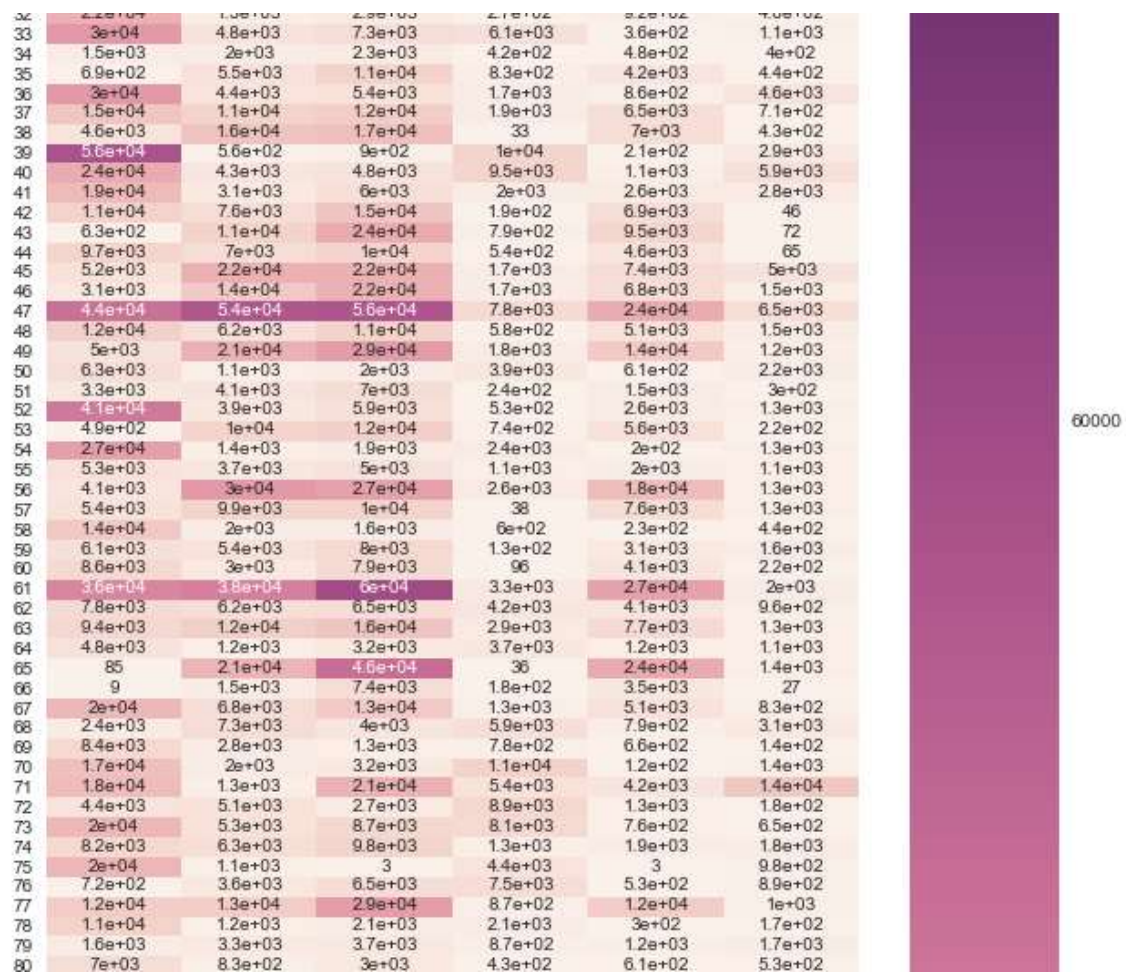 33 3e+04 4.8e+03 7.3e+03 6.1e+03 3.6e+02 1.1e+03
34 1.5e+03 2e+03 2.3e+03 4.2e+02 4.8e+02 4e+02
35 6.9e+02 5.5e+03 1.1e+04 8.3e+02 4.2e+03 4.4e+02
36 3e+04 4.4e+03 5.4e+03 1.7e+03 8.6e+02 4.6e+03
37 1.5e+04 1.1e+04 1.2e+04 1.9e+03 6.5e+03 7.1e+02
38 4.6e+03 1.6e+04 1.7e+04 33 7e+03 4.3e+02
39 5.6e+04 5.6e+02 9e+02 1e+04 2.1e+02 2.9e+03
40 2.4e+04 4.3e+03 4.8e+03 9.5e+03 1.1e+03 5.9e+03
41 1.9e+04 3.1e+03 6e+03 2e+03 2.6e+03 2.8e+03
42 1.1e+04 7.6e+03 1.5e+04 1.9e+02 6.9e+03 46
43 6.3e+02 1.1e+04 2.4e+04 7.9e+02 9.5e+03 72
44 9.7e+03 7e+03 1e+04 5.4e+02 4.6e+03 65
45 5.2e+03 2.2e+04 2.2e+04 1.7e+03 7.4e+03 5e+03
46 3.1e+03 1.4e+04 2.2e+04 1.7e+03 6.8e+03 1.5e+03
47 4.4e+04 5.4e+04 5.6e+04 7.8e+03 2.4e+04 6.5e+03
48 1.2e+04 6.2e+03 1.1e+04 5.8e+02 5.1e+03 1.5e+03
49 5e+03 2.1e+04 2.9e+04 1.8e+03 1.4e+04 1.2e+03
50 6.3e+03 1.1e+03 2e+03 3.9e+03 6.1e+02 2.2e+03
51 3.3e+03 4.1e+03 7e+03 2.4e+02 1.5e+03 3e+02
52 4.1e+04 3.9e+03 5.9e+03 5.3e+02 2.6e+03 1.3e+03
53 4.9e+02 1e+04 1.2e+04 7.4e+02 5.6e+03 2.2e+02
60000
54 2.7e+04 1.4e+03 1.9e+03 2.4e+03 2e+02 1.3e+03
55 5.3e+03 3.7e+03 5e+03 1.1e+03 2e+03 1.1e+03
56 4.1e+03 3e+04 2.7e+04 2.6e+03 1.8e+04 1.3e+03
57 5.4e+03 9.9e+03 1e+04 38 7.6e+03 1.3e+03
58 1.4e+04 2e+03 1.6e+03 6e+02 2.3e+02 4.4e+02
59 6.1e+03 5.4e+03 8e+03 1.3e+02 3.1e+03 1.6e+03
60 8.6e+03 3e+03 7.9e+03 96 4.1e+03 2.2e+02
61 3.6e+04 3.8e+04 6e+04 3.3e+03 2.7e+04 2e+03
62 7.8e+03 6.2e+03 6.5e+03 4.2e+03 4.1e+03 9.6e+02
63 9.4e+03 1.2e+04 1.6e+04 2.9e+03 7.7e+03 1.3e+03
64 4.8e+03 1.2e+03 3.2e+03 3.7e+03 1.2e+03 1.1e+03
65 85 2.1e+04 4.6e+04 36 2.4e+04 1.4e+03
66 9 1.5e+03 7.4e+03 1.8e+02 3.5e+03 27
67 2e+04 6.8e+03 1.3e+04 1.3e+03 5.1e+03 8.3e+02
68 2.4e+03 7.3e+03 4e+03 5.9e+03 7.9e+02 3.1e+03
69 8.4e+03 2.8e+03 1.3e+03 7.8e+02 6.6e+02 1.4e+02
70 1.7e+04 2e+03 3.2e+03 1.1e+04 1.2e+02 1.4e+03
71 1.8e+04 1.3e+03 2.1e+04 5.4e+03 4.2e+03 1.4e+04
72 4.4e+03 5.1e+03 2.7e+03 8.9e+03 1.3e+03 1.8e+02
73 2e+04 5.3e+03 8.7e+03 8.1e+03 7.6e+02 6.5e+02
74 8.2e+03 6.3e+03 9.8e+03 1.3e+03 1.9e+03 1.8e+03
75 2e+04 1.1e+03 3 4.4e+03 3 9.8e+02
76 7.2e+02 3.6e+03 6.5e+03 7.5e+03 5.3e+02 8.9e+02
77 1.2e+04 1.3e+04 2.9e+04 8.7e+02 1.2e+04 1e+03
78 1.1e+04 1.2e+03 2.1e+03 2.1e+03 3e+02 1.7e+02
79 1.6e+03 3.3e+03 3.7e+03 8.7e+02 1.2e+03 1.7e+03
80 7e+03 8.3e+02 3e+03 4.3e+02 6.1e+02 5.3e+02